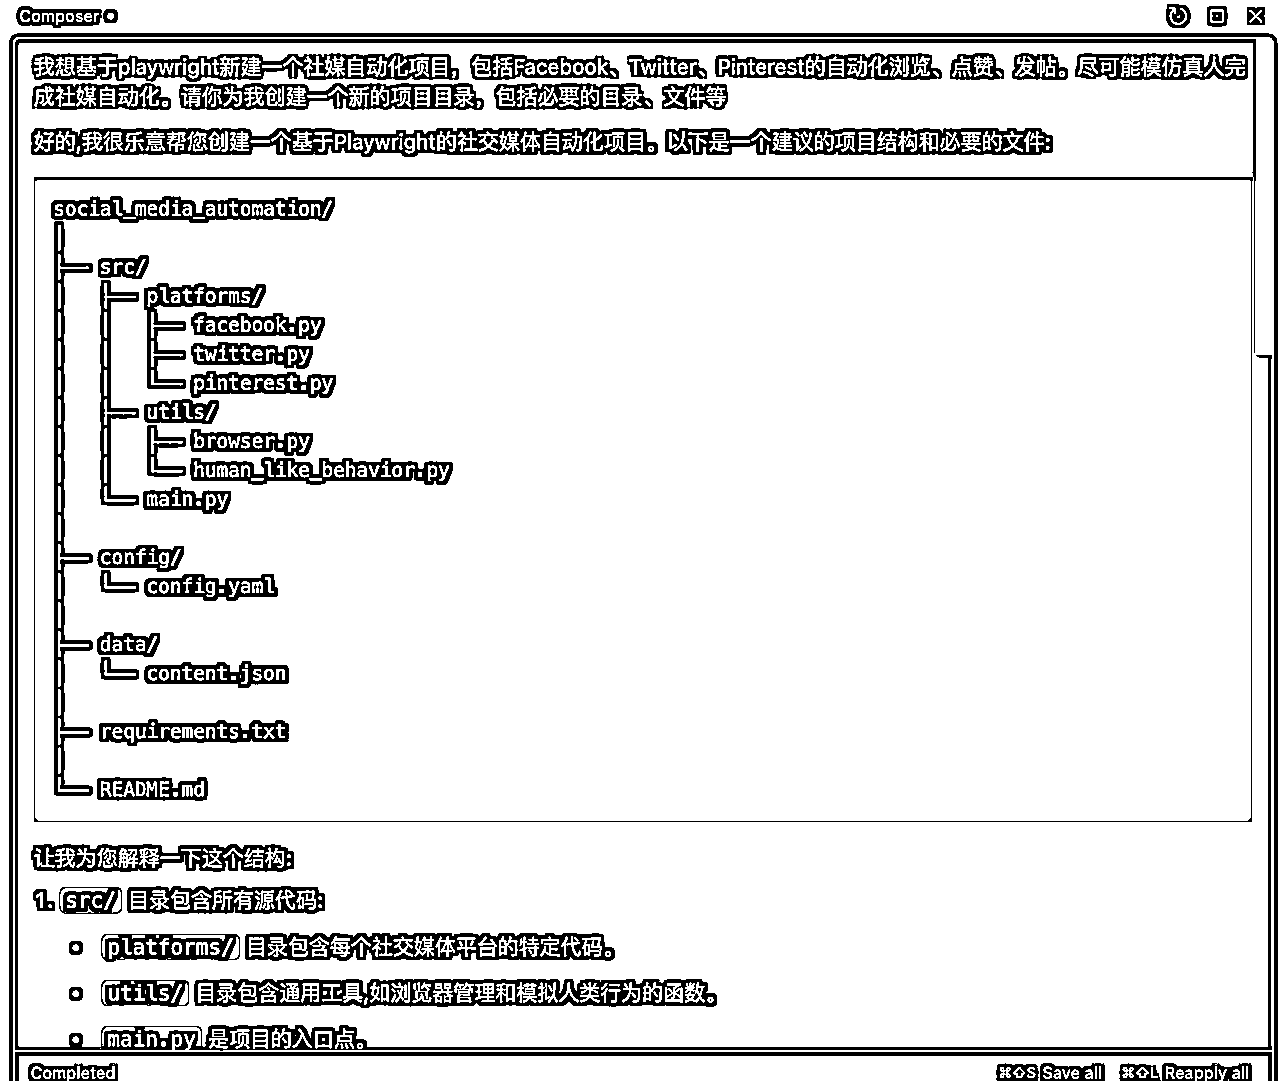 Composer
我想基于playwright新建一个社媒自动化项目，包括Facebook、Twitter、Pinterest的自动化浏览、点赞、发帖。尽可能模仿真人完
成社媒自动化。请你为我创建一个新的项目目录，包括必要的目录、文件等
好的,我很乐意帮您创建一个基于Playwright的社交媒体自动化项目。以下是一个建议的项目结构和必要的文件:
social_media_automation/
│
├── src/
│   ├── platforms/
│   │   ├── facebook.py
│   │   ├── twitter.py
│   │   └── pinterest.py
│   ├── utils/
│   │   ├── browser.py
│   │   └── human_like_behavior.py
│   └── main.py
│
├── config/
│   └── config.yaml
│
├── data/
│   └── content.json
│
├── requirements.txt
│
└── README.md
让我为您解释一下这个结构:
1. src/ 目录包含所有源代码:
• platforms/ 目录包含每个社交媒体平台的特定代码。
• utils/ 目录包含通用工具,如浏览器管理和模拟人类行为的函数。
• main.py 是项目的入口点。
Completed
⌘⇧S Save all ⌘⇧L Reapply all